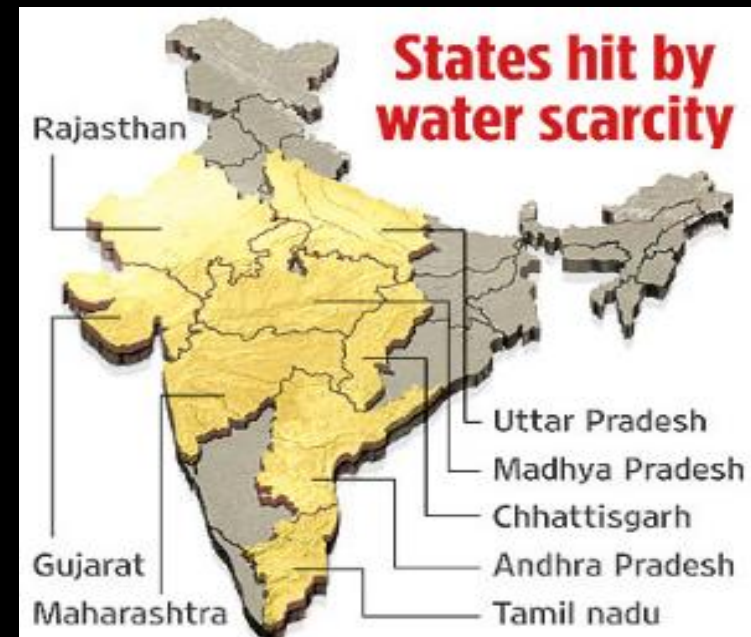 States hit by
water scarcity
Rajasthan
Uttar Pradesh
Madhya Pradesh
Chhattisgarh
Gujarat
Andhra Pradesh
Maharashtra
Tamil nadu